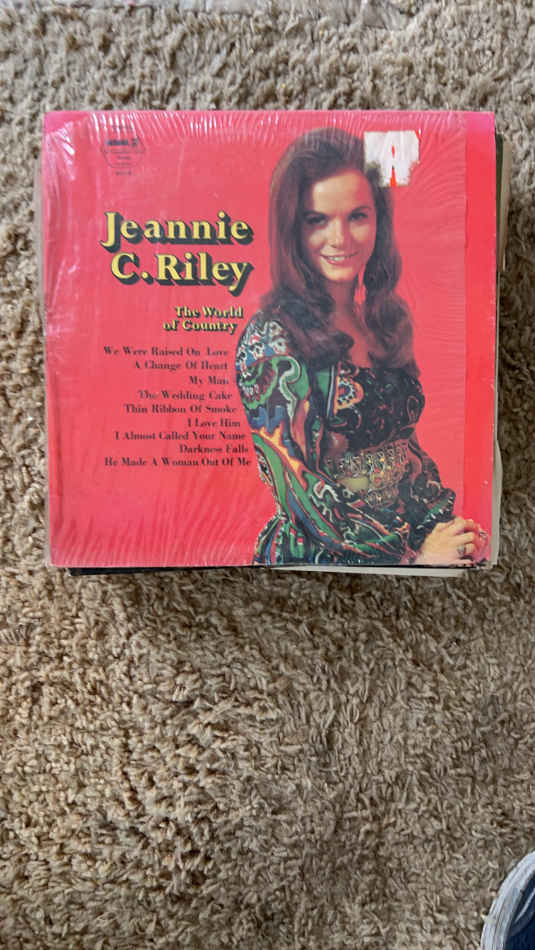 Jeannie
C. Riley
The World
of Country
We Were Raised On Love
A Change Of Heart
My Man
The Wedding Cake
Thin Ribbon Of Smoke
I Love Him
I Almost Called Your Name
Darkness Falls
He Made A Woman Out Of Me